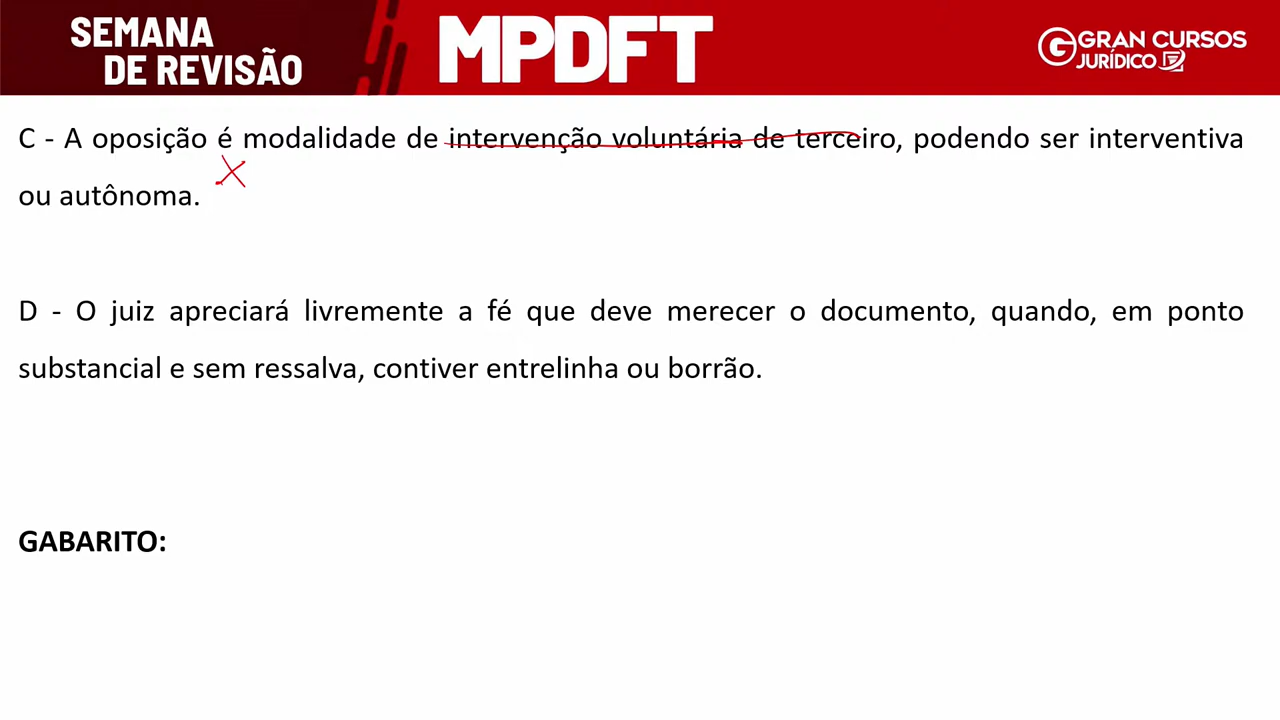 SEMANA
DE REVISÃO
MPDFT
GRAN CURSOS
JURÍDICO
C - A oposição é modalidade de intervenção voluntária de terceiro, podendo ser interventiva
ou autônoma.
D - O juiz apreciará livremente a fé que deve merecer o documento, quando, em ponto
substancial e sem ressalva, contiver entrelinha ou borrão.
GABARITO: